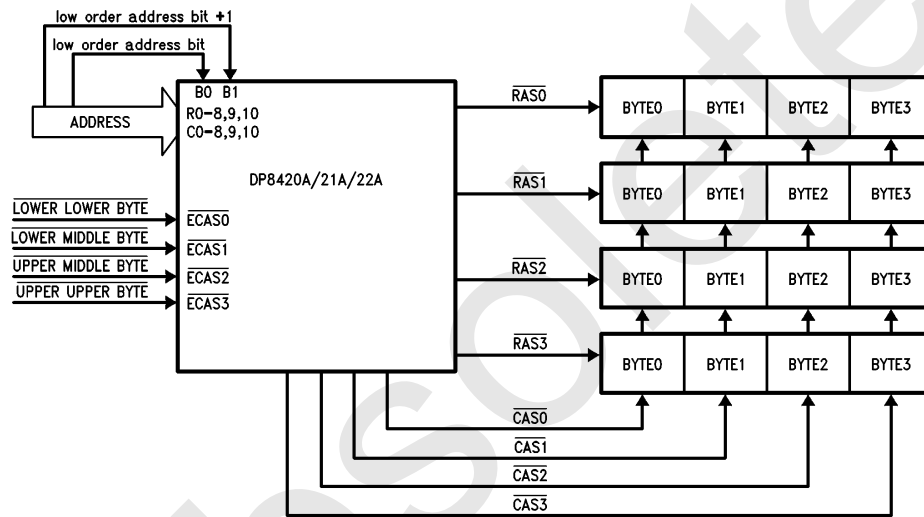 low order address bit +1
low order address bit
B0 B1
R0-8,9,10
C0-8,9,10
ADDRESS
DP8420A/21A/22A
LOWER LOWER BYTE
LOWER MIDDLE BYTE
UPPER MIDDLE BYTE
UPPER UPPER BYTE
ECAS0
ECAS1
ECAS2
ECAS3
RAS0
RAS1
RAS2
RAS3
BYTE0 BYTE1 BYTE2 BYTE3
BYTE0 BYTE1 BYTE2 BYTE3
BYTE0 BYTE1 BYTE2 BYTE3
BYTE0 BYTE1 BYTE2 BYTE3
CAS0
CAS1
CAS2
CAS3
obsolete